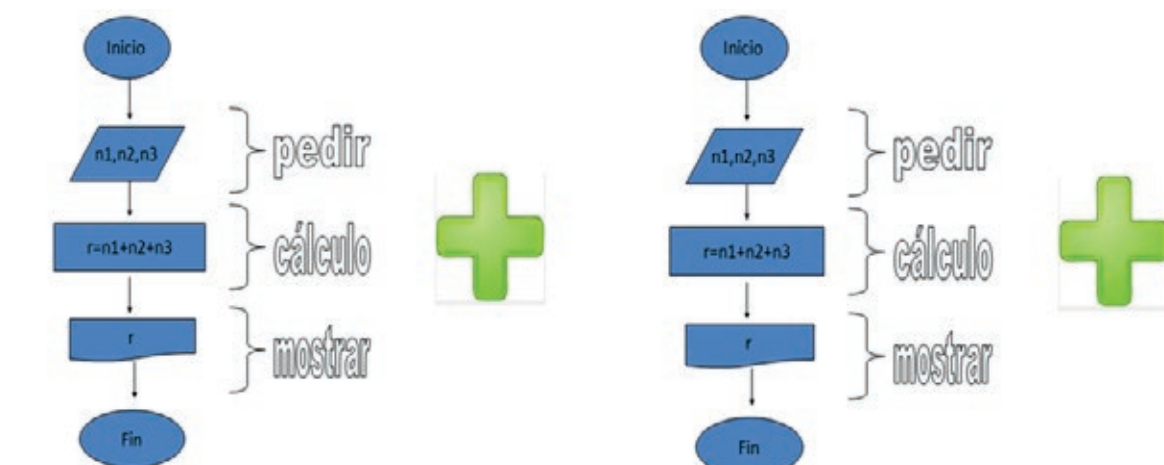 Inicio
n1,n2,n3
pedir
r=n1+n2+n3
cálculo
r
mostrar
Fin
Inicio
n1,n2,n3
pedir
r=n1+n2+n3
cálculo
r
mostrar
Fin